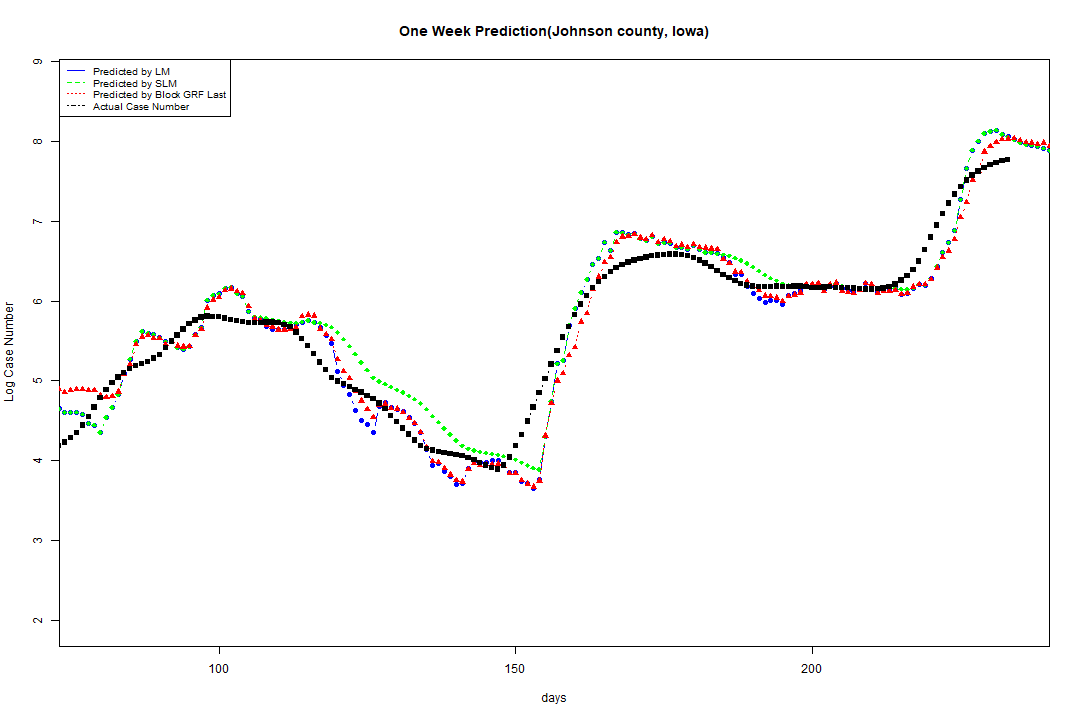 One Week Prediction(Johnson county, Iowa)
Predicted by LM
Predicted by SLM
Predicted by Block GRF Last
Actual Case Number
Log Case Number
9
8
7
6
5
4
3
2
100 150 200
days